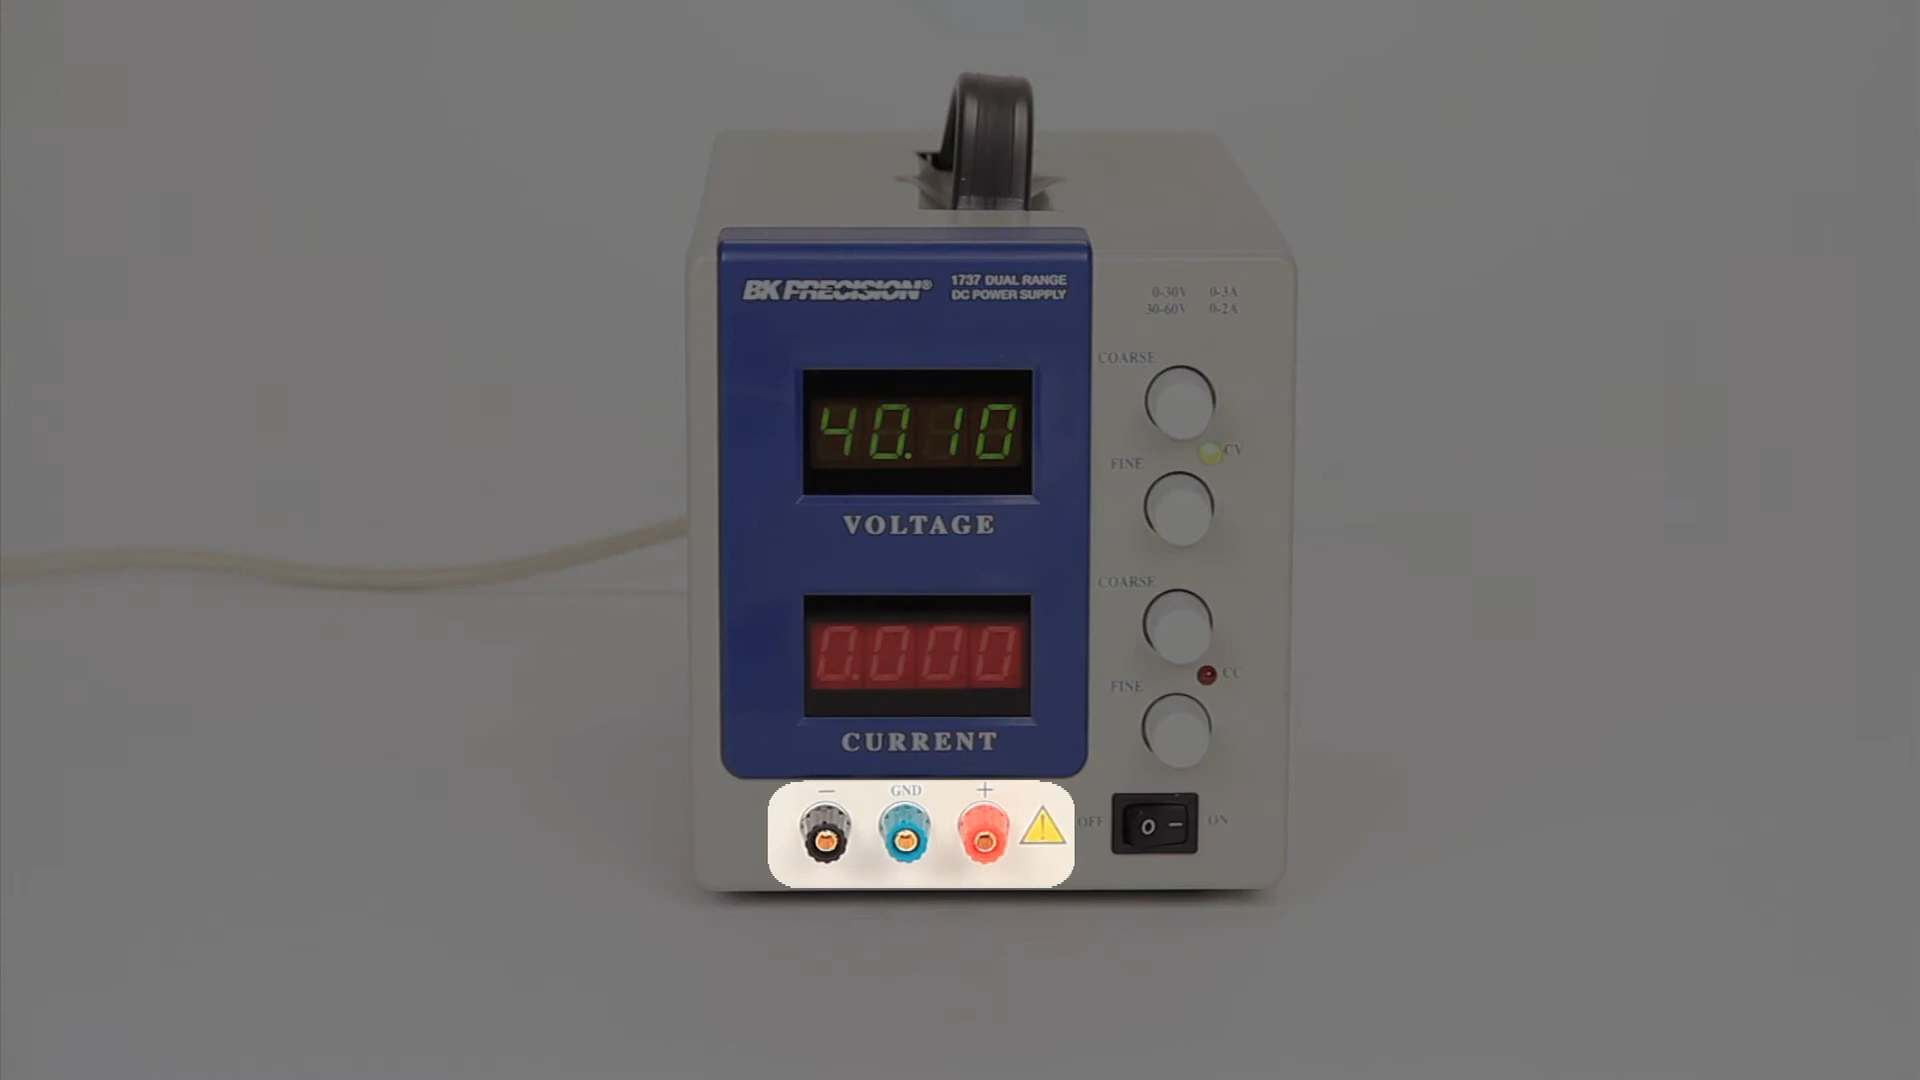 BK PRECISION®
1737 DUAL RANGE
DC POWER SUPPLY
0-30V 0-3A
30-60V 0-2A
COARSE
40.10
CV
FINE
VOLTAGE
COARSE
0.000
CC
FINE
CURRENT
− GND +
OFF O − ON